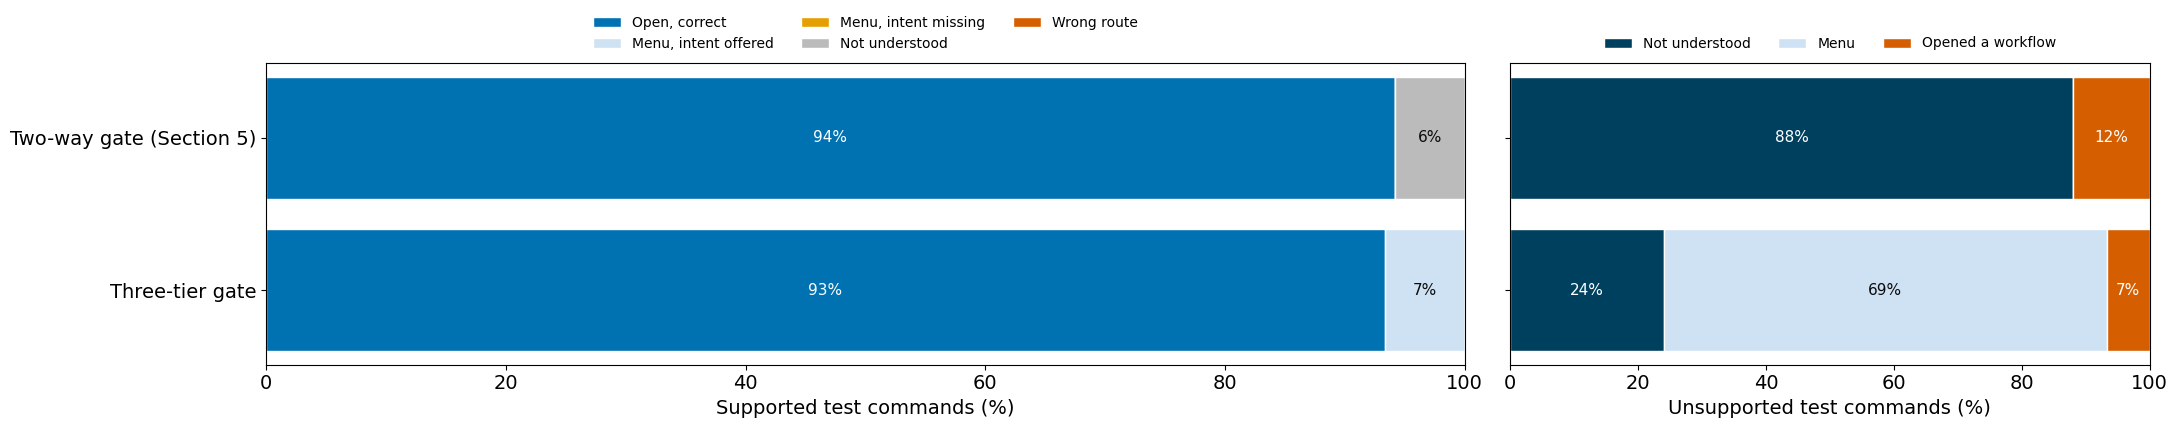 Open, correct
Menu, intent missing
Wrong route
Menu, intent offered
Not understood
Not understood
Menu
Opened a workflow
Two-way gate (Section 5)
94%
6%
88%
12%
Three-tier gate
93%
7%
24%
69%
7%
0 20 40 60 80 100
0 20 40 60 80 100
Supported test commands (%)
Unsupported test commands (%)